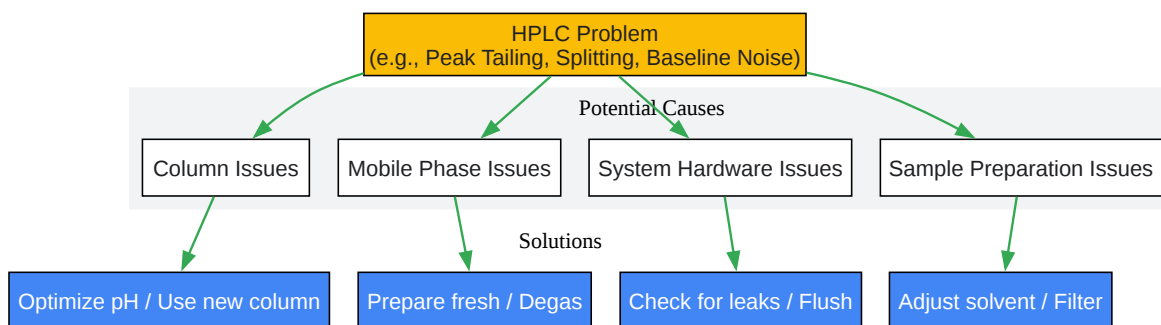 HPLC Problem
(e.g., Peak Tailing, Splitting, Baseline Noise)
Potential Causes
Column Issues
Mobile Phase Issues
System Hardware Issues
Sample Preparation Issues
Solutions
Optimize pH / Use new column
Prepare fresh / Degas
Check for leaks / Flush
Adjust solvent / Filter